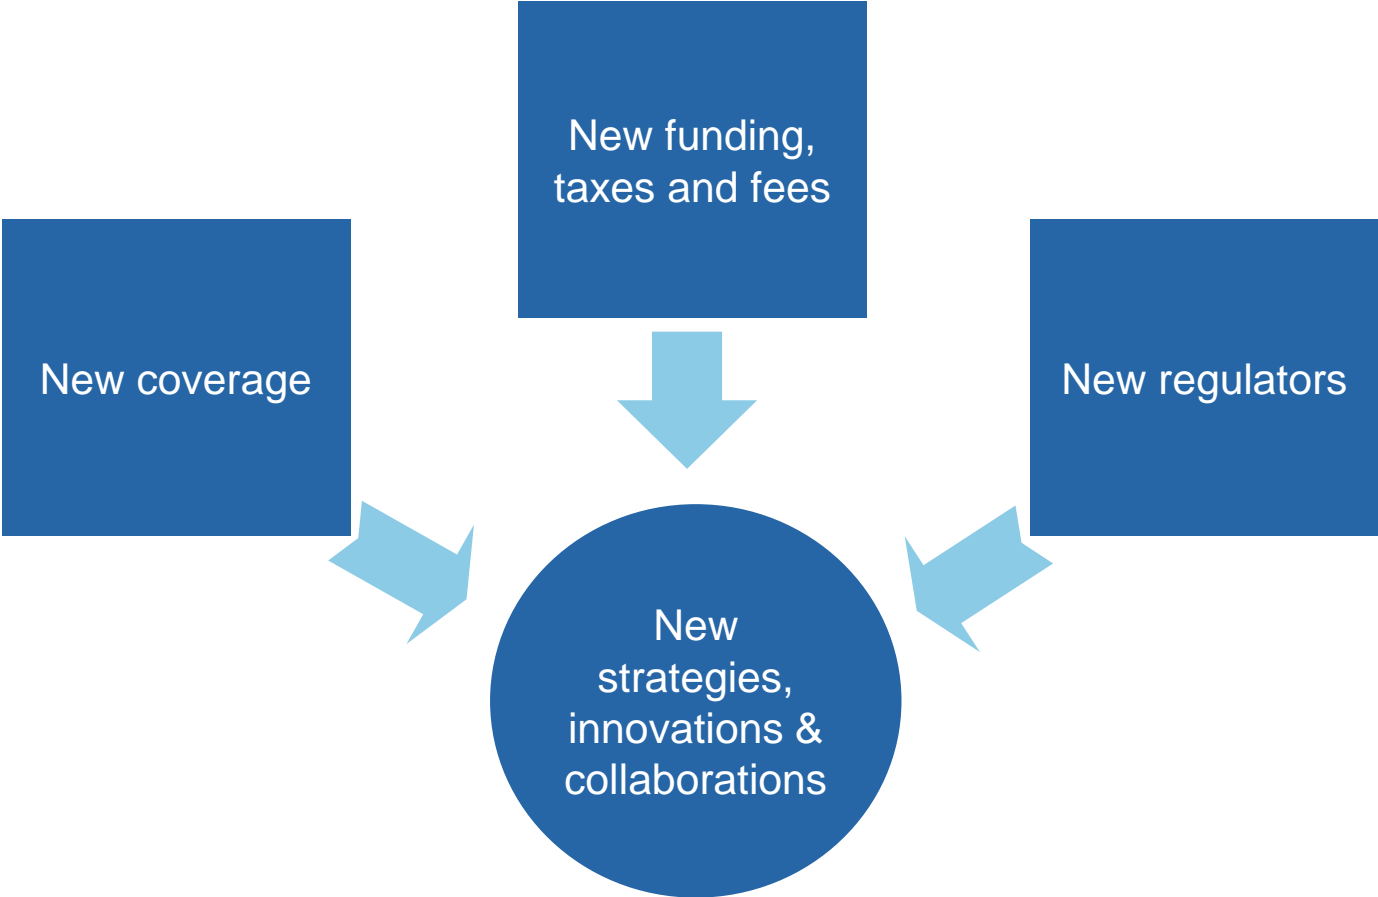 New funding,
taxes and fees
New coverage
New regulators
New
strategies,
innovations &
collaborations